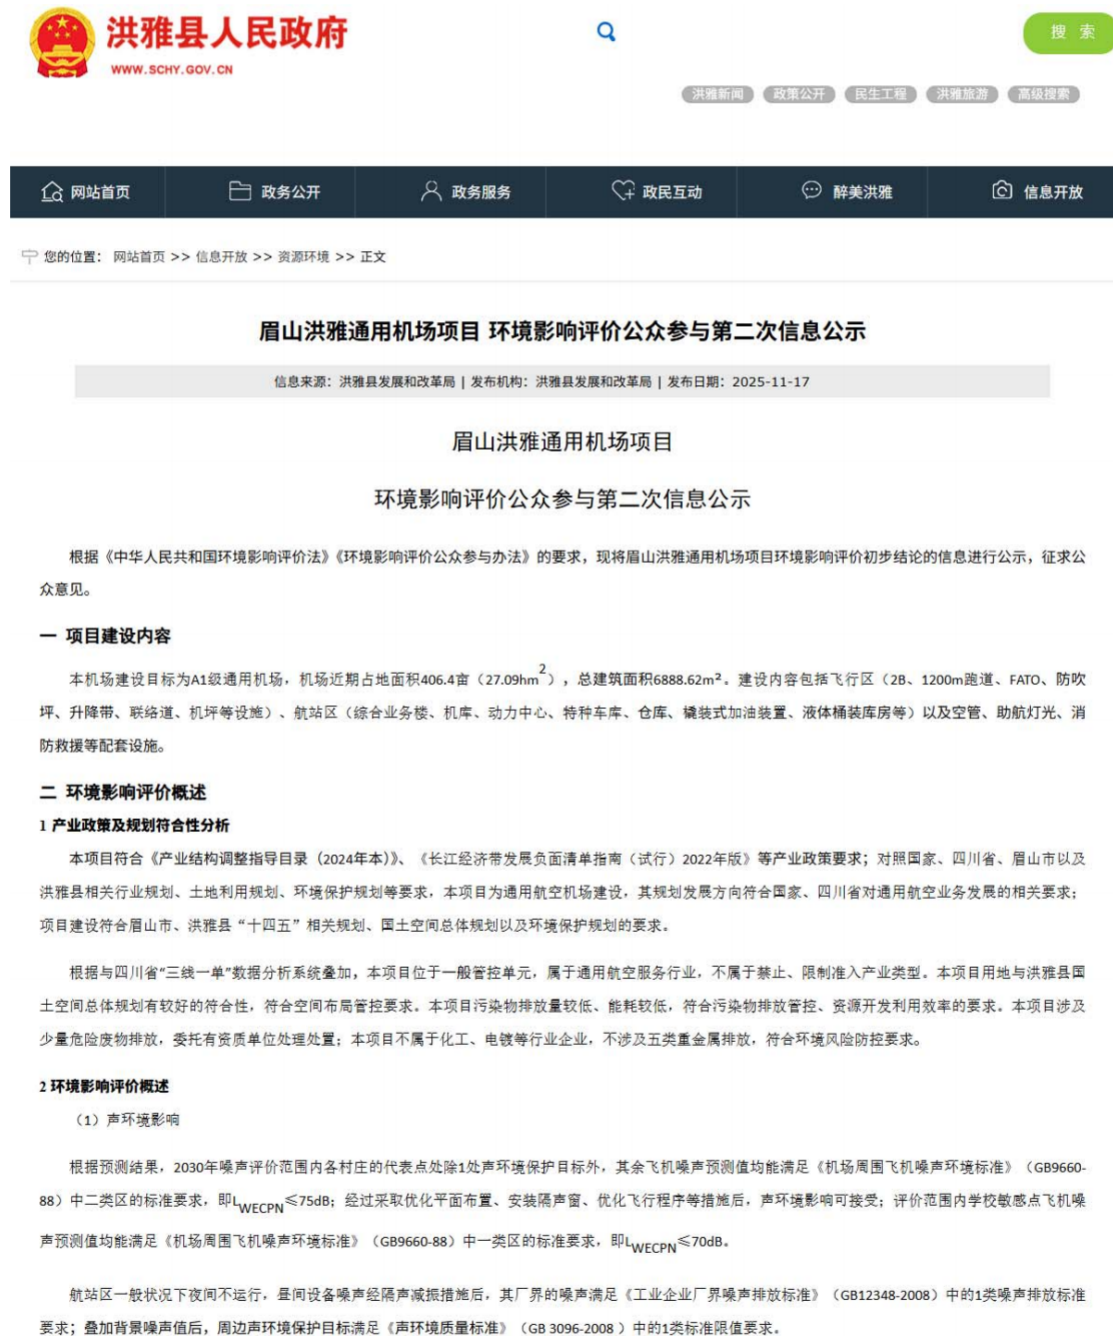 洪雅县人民政府
WWW.SCHY.GOV.CN
搜 索
洪雅新闻 政策公开 民生工程 洪雅旅游 高级搜索
网站首页 政务公开 政务服务 政民互动 醉美洪雅 信息开放
您的位置： 网站首页 >> 信息开放 >> 资源环境 >> 正文
眉山洪雅通用机场项目 环境影响评价公众参与第二次信息公示
信息来源：洪雅县发展和改革局 | 发布机构：洪雅县发展和改革局 | 发布日期：2025-11-17
眉山洪雅通用机场项目
环境影响评价公众参与第二次信息公示
根据《中华人民共和国环境影响评价法》《环境影响评价公众参与办法》的要求，现将眉山洪雅通用机场项目环境影响评价初步结论的信息进行公示，征求公
众意见。
一 项目建设内容
本机场建设目标为A1级通用机场，机场近期占地面积406.4亩（27.09hm²），总建筑面积6888.62m²。建设内容包括飞行区（2B、1200m跑道、FATO、防吹
坪、升降带、联络道、机坪等设施）、航站区（综合业务楼、机库、动力中心、特种车库、仓库、橇装式加油装置、液体桶装库房等）以及空管、助航灯光、消
防救援等配套设施。
二 环境影响评价概述
1 产业政策及规划符合性分析
本项目符合《产业结构调整指导目录（2024年本）》、《长江经济带发展负面清单指南（试行）2022年版》等产业政策要求；对照国家、四川省、眉山市以及
洪雅县相关行业规划、土地利用规划、环境保护规划等要求，本项目为通用航空机场建设，其规划发展方向符合国家、四川省对通用航空业务发展的相关要求；
项目建设符合眉山市、洪雅县“十四五”相关规划、国土空间总体规划以及环境保护规划的要求。
根据与四川省“三线一单”数据分析系统叠加，本项目位于一般管控单元，属于通用航空服务行业，不属于禁止、限制准入产业类型。本项目用地与洪雅县国
土空间总体规划有较好的符合性，符合空间布局管控要求。本项目污染物排放量较低、能耗较低，符合污染物排放管控、资源开发利用效率的要求。本项目涉及
少量危险废物排放，委托有资质单位处理处置；本项目不属于化工、电镀等行业企业，不涉及五类重金属排放，符合环境风险防控要求。
2 环境影响评价概述
（1）声环境影响
根据预测结果，2030年噪声评价范围内各村庄的代表点处除1处声环境保护目标外，其余飞机噪声预测值均能满足《机场周围飞机噪声环境标准》（GB9660-
88）中二类区的标准要求，即LWECPN≤75dB；经过采取优化平面布置、安装隔声窗、优化飞行程序等措施后，声环境影响可接受；评价范围内学校敏感点飞机噪
声预测值均能满足《机场周围飞机噪声环境标准》（GB9660-88）中一类区的标准要求，即LWECPN≤70dB。
航站区一般状况下夜间不运行，昼间设备噪声经隔声减振措施后，其厂界的噪声满足《工业企业厂界噪声排放标准》（GB12348-2008）中的1类噪声排放标准
要求；叠加背景噪声值后，周边声环境保护目标满足《声环境质量标准》（GB 3096-2008 ）中的1类标准限值要求。